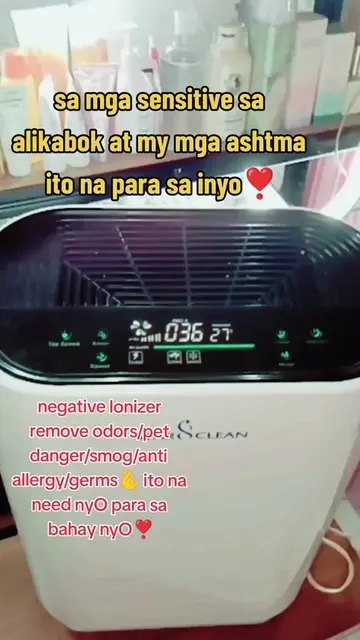 sa mga sensitive sa
alikabok at my mga ashtma
ito na para sa inyo❣️
036 27
negative Ionizer
remove odors/pet
danger/smog/anti
allergy/germs💪 ito na
need nyO para sa
bahay nyO❣️
CLEAN